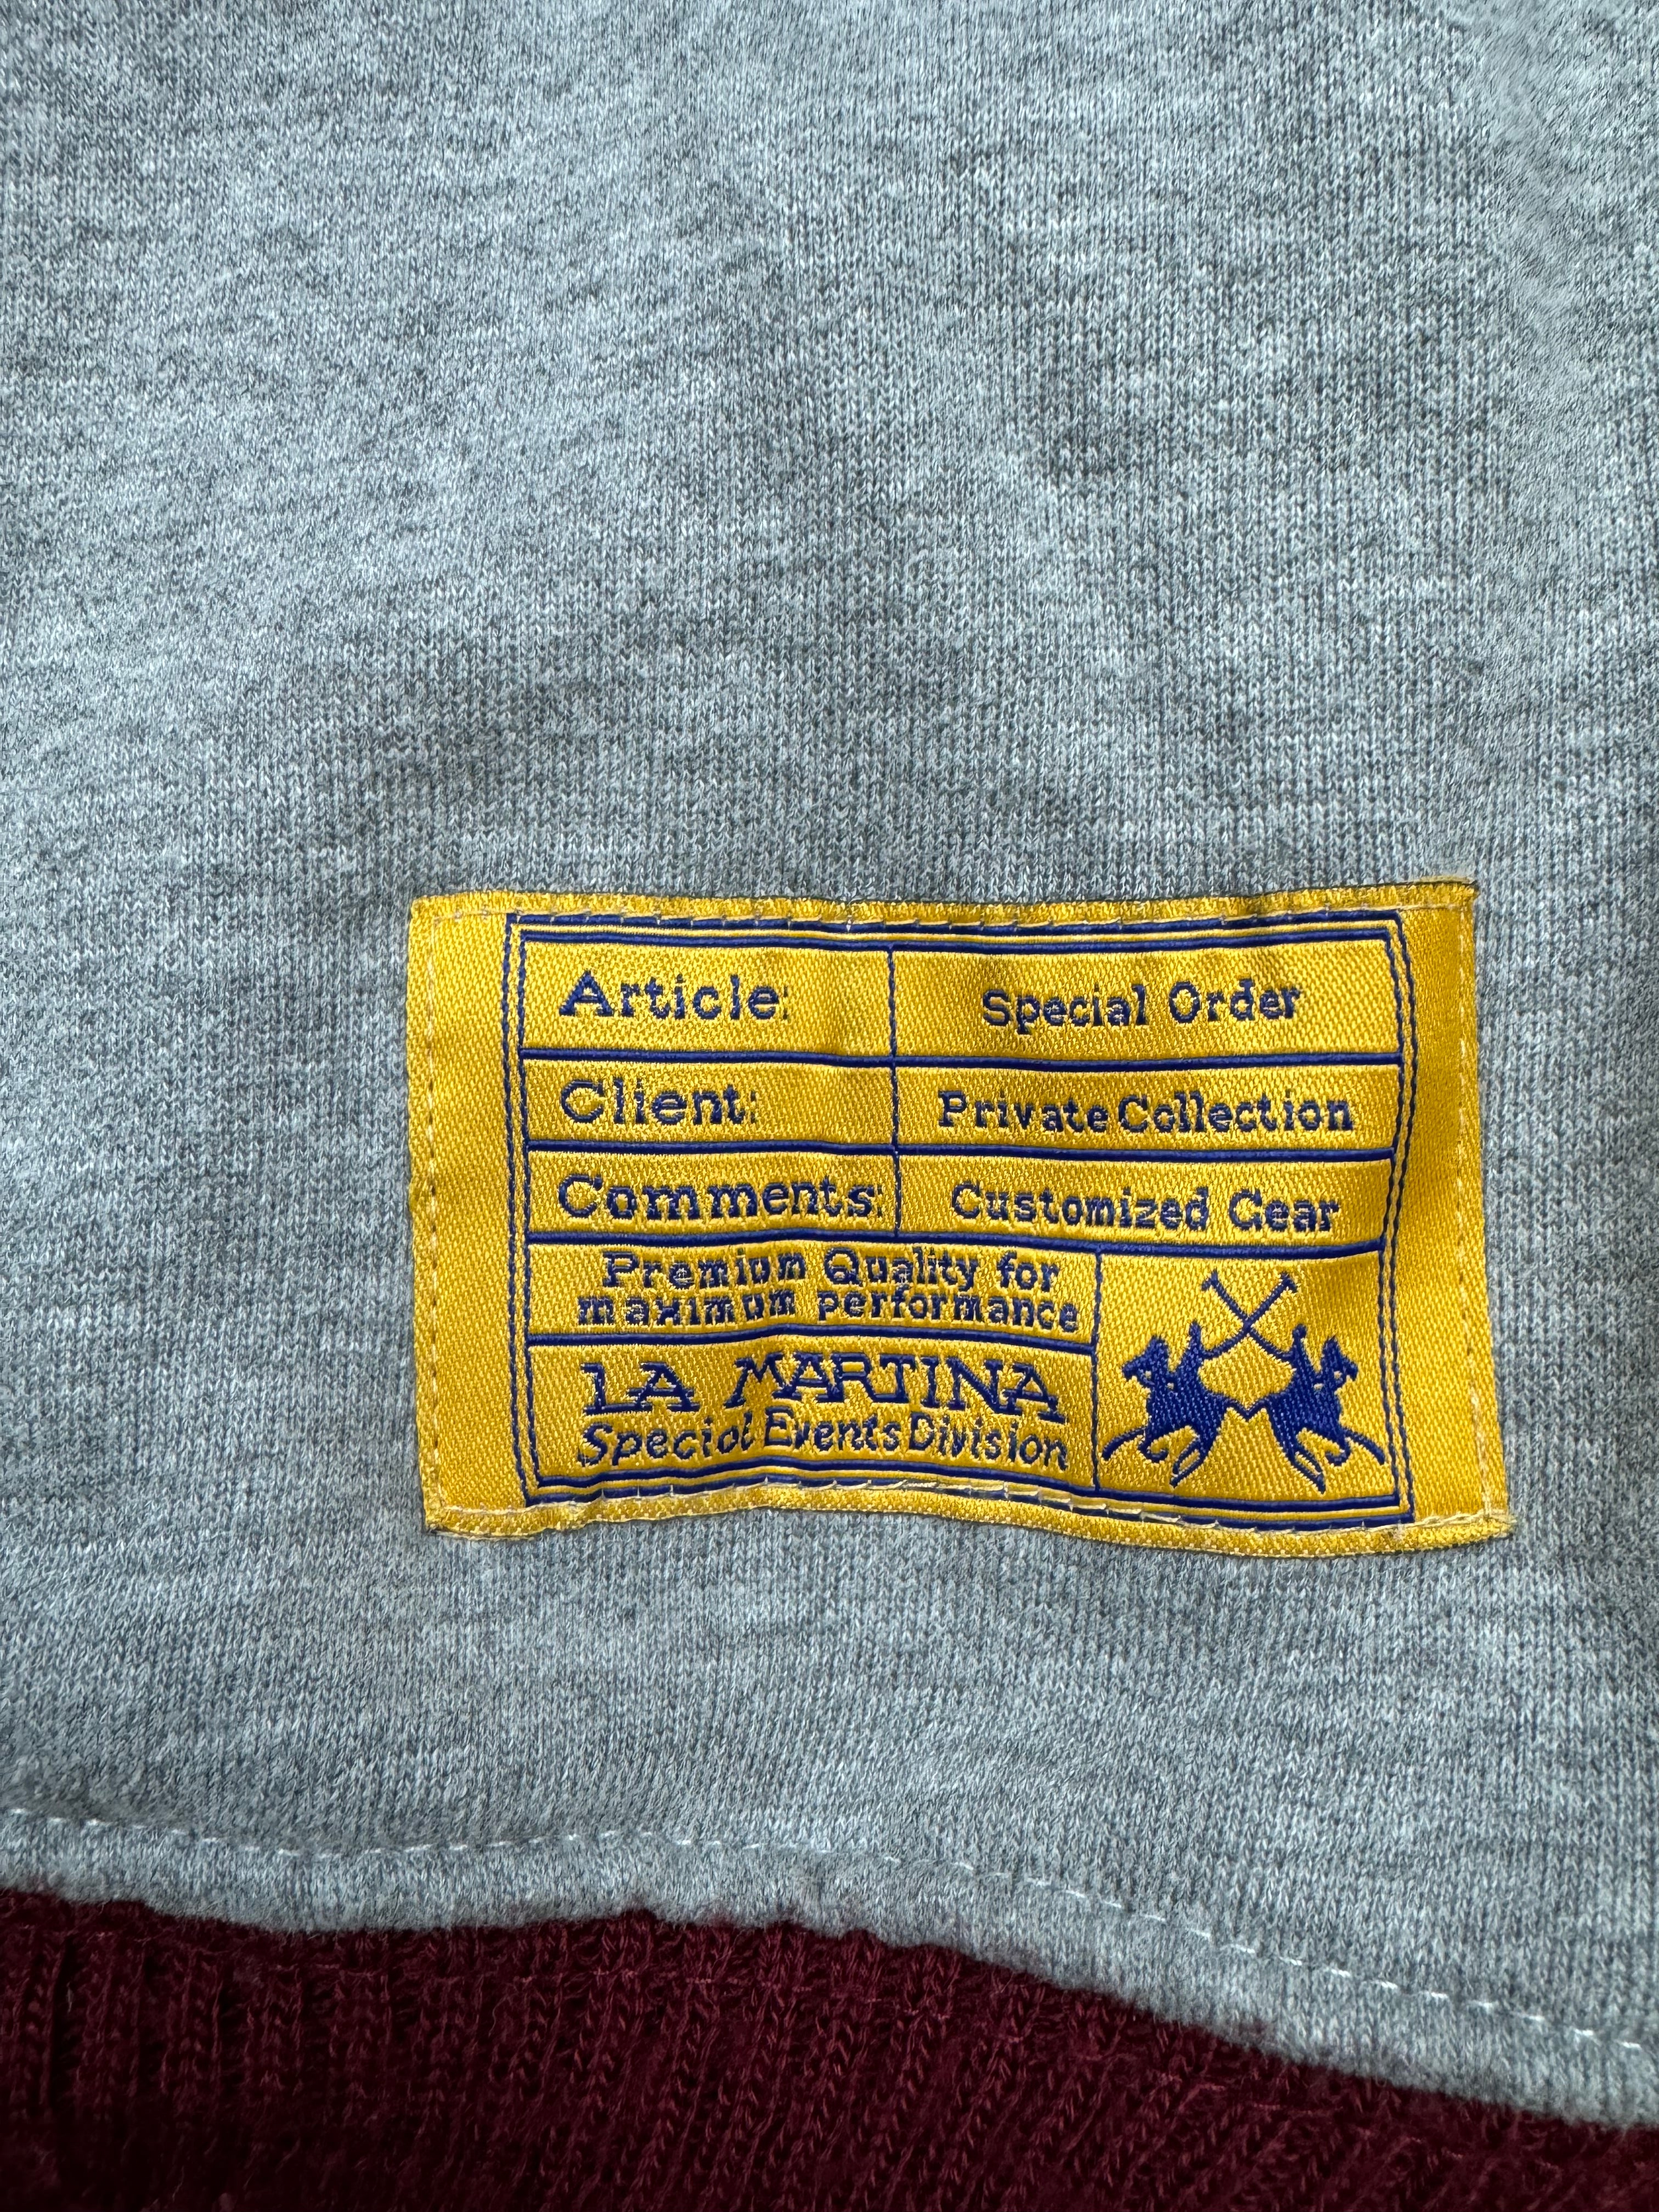 Article: Special Order
Client: Private Collection
Comments: Customized Gear
Premium Quality for
maximum performance
LA MARTINA
Special Events Division